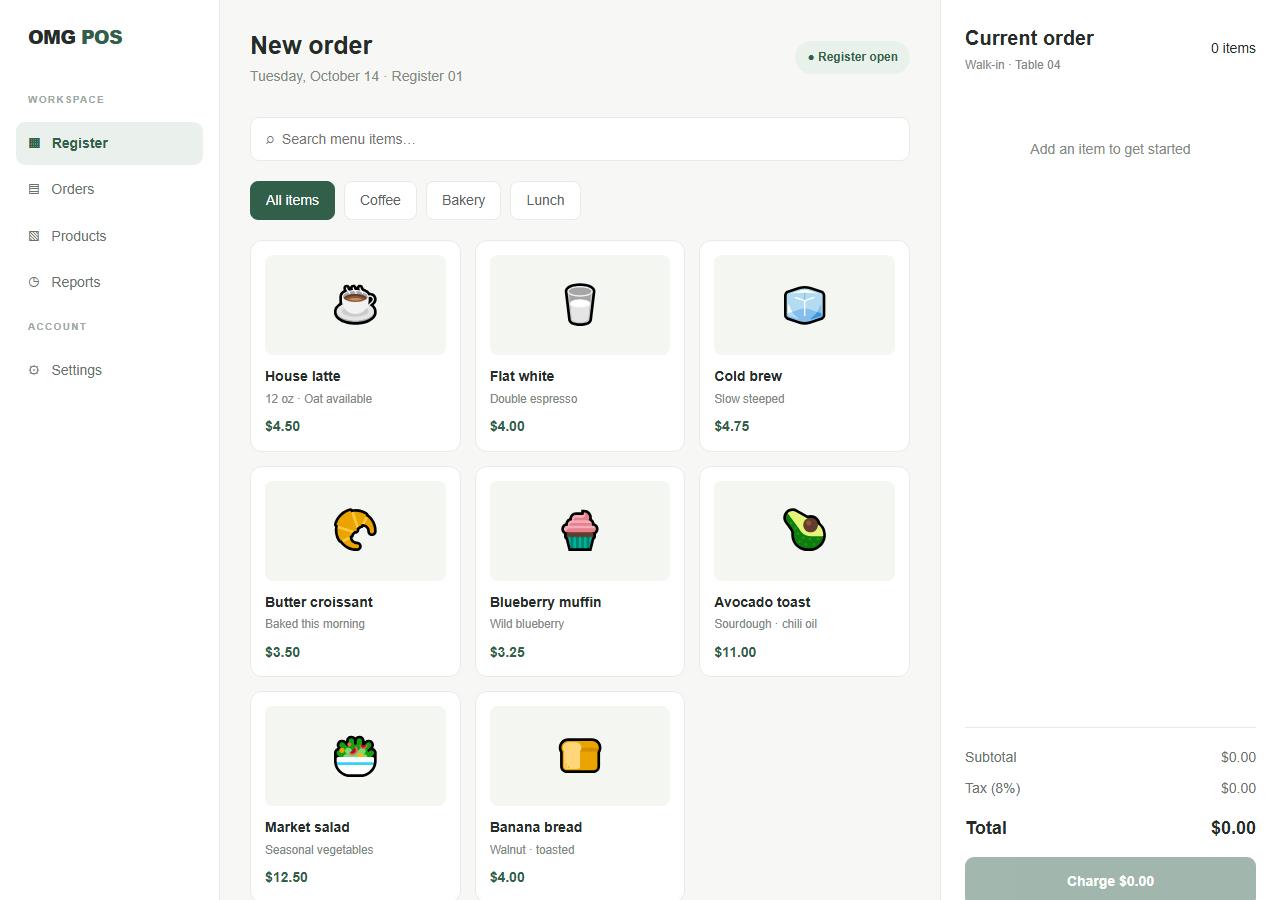 OMG POS
WORKSPACE
Register
Orders
Products
Reports
ACCOUNT
Settings
New order
Tuesday, October 14 · Register 01
● Register open
Search menu items…
All items
Coffee
Bakery
Lunch
House latte
12 oz · Oat available
$4.50
Flat white
Double espresso
$4.00
Cold brew
Slow steeped
$4.75
Butter croissant
Baked this morning
$3.50
Blueberry muffin
Wild blueberry
$3.25
Avocado toast
Sourdough · chili oil
$11.00
Market salad
Seasonal vegetables
$12.50
Banana bread
Walnut · toasted
$4.00
Current order
Walk-in · Table 04
0 items
Add an item to get started
Subtotal $0.00
Tax (8%) $0.00
Total $0.00
Charge $0.00